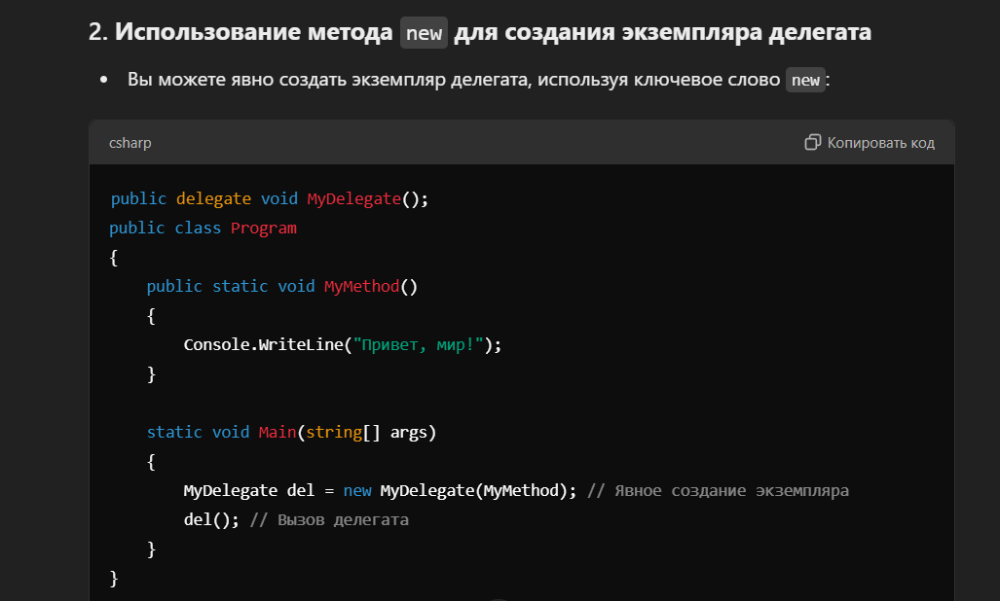 2. Использование метода new для создания экземпляра делегата
• Вы можете явно создать экземпляр делегата, используя ключевое слово new:
csharp
Копировать код
public delegate void MyDelegate();
public class Program
{
    public static void MyMethod()
    {
        Console.WriteLine("Привет, мир!");
    }

    static void Main(string[] args)
    {
        MyDelegate del = new MyDelegate(MyMethod); // Явное создание экземпляра
        del(); // Вызов делегата
    }
}